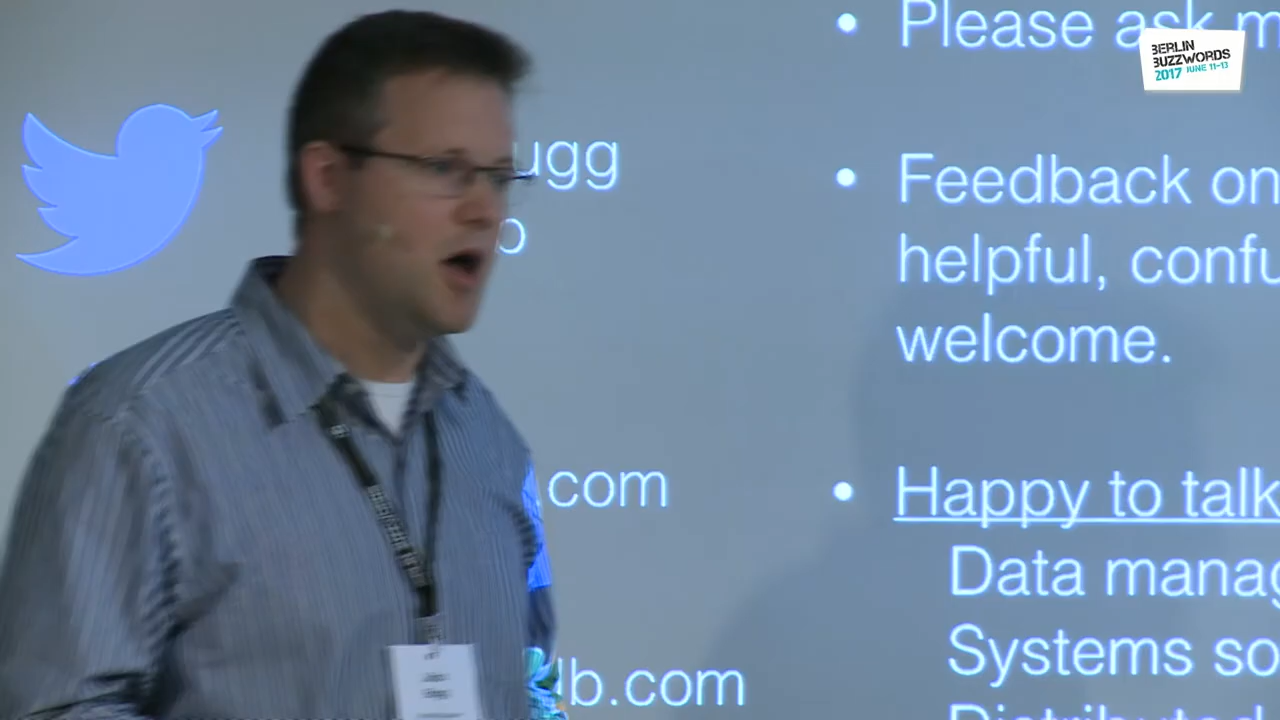 Please ask m
BERLIN
BUZZWORDS
2017 JUNE 11-13
ugg
Feedback on
helpful, confu
welcome.
.com
Happy to talk
Data manag
Systems so
Distributed
b.com